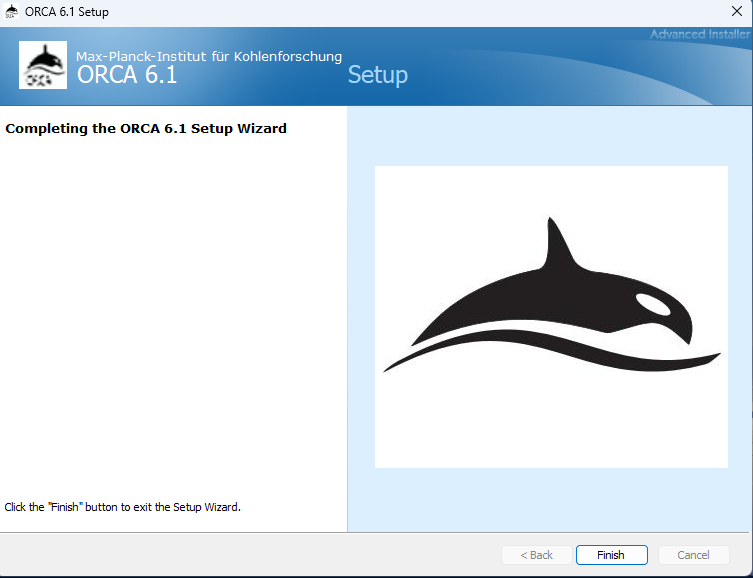 ORCA 6.1 Setup
Advanced Installer
Max-Planck-Institut für Kohlenforschung
ORCA 6.1
Setup
Completing the ORCA 6.1 Setup Wizard
Click the "Finish" button to exit the Setup Wizard.
< Back
Finish
Cancel